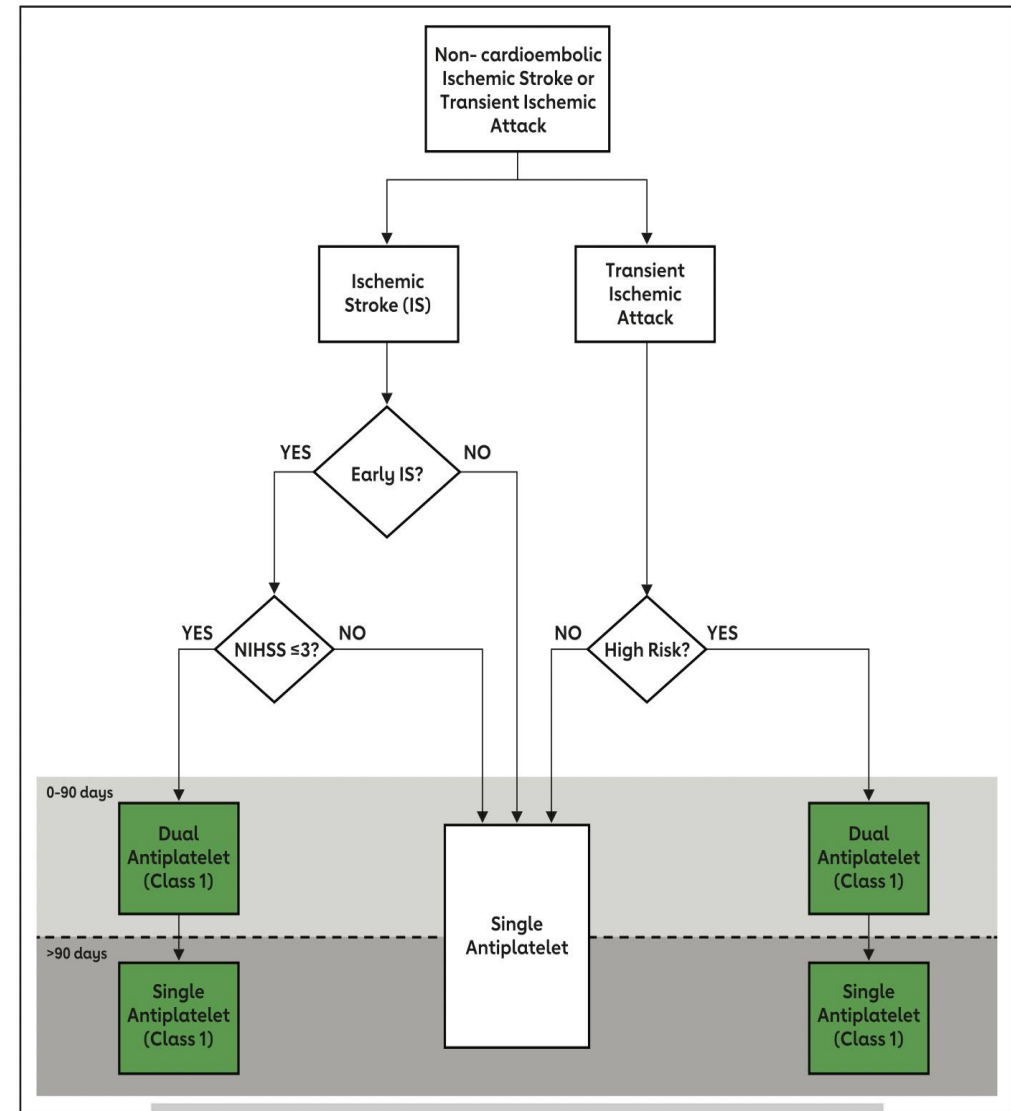 Non- cardioembolic
Ischemic Stroke or
Transient Ischemic
Attack
Ischemic
Stroke (IS)
Transient
Ischemic
Attack
YES
Early IS?
NO
YES
NIHSS ≤3?
NO
NO
High Risk?
YES
0-90 days
Dual
Antiplatelet
(Class 1)
Single
Antiplatelet
Dual
Antiplatelet
(Class 1)
>90 days
Single
Antiplatelet
(Class 1)
Single
Antiplatelet
(Class 1)